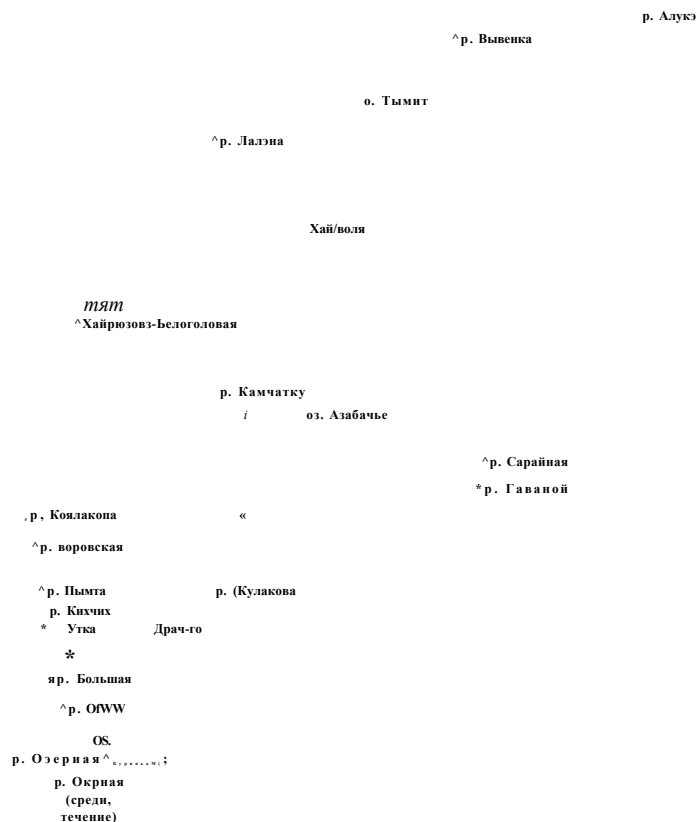 р. Алукэ
^р. Вывенка
о. Тымит
^р. Лалэна
Хай/воля
тят
^Хайрюзовз-Ьелоголовая
р. Камчатку
i оз. Азабачье
^р. Сарайная
*р. Гаваной
р, Коялакопа «
^р. воровская
^р. Пымта р. (Кулакова
р. Кихчих
* Утка Драч-го
*
яр. Большая
^р. OfWW
OS.
р. Оэерная^ ;
р. Окрная
(среди,
течение)